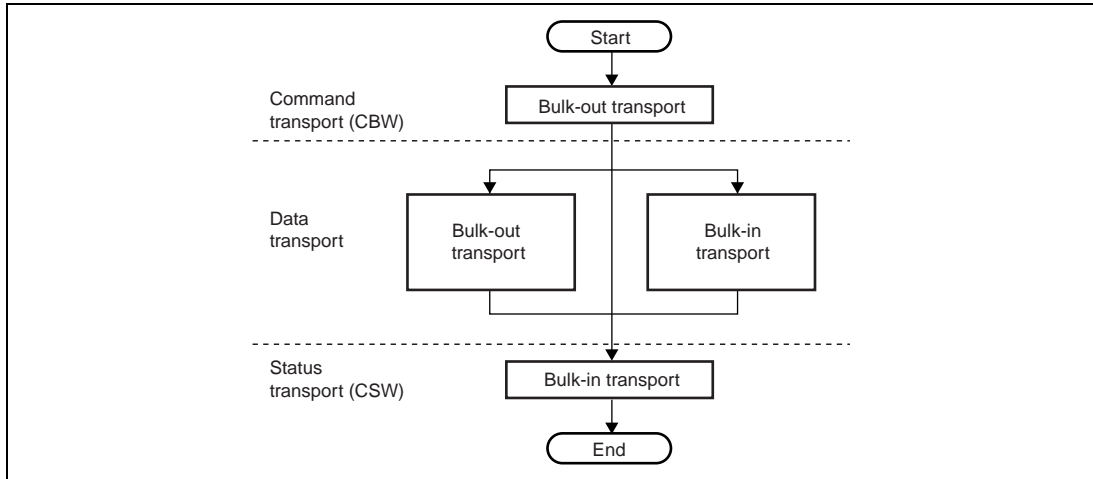 Start
Command
transport (CBW)
Bulk-out transport
Data
transport
Bulk-out
transport
Bulk-in
transport
Status
transport (CSW)
Bulk-in transport
End